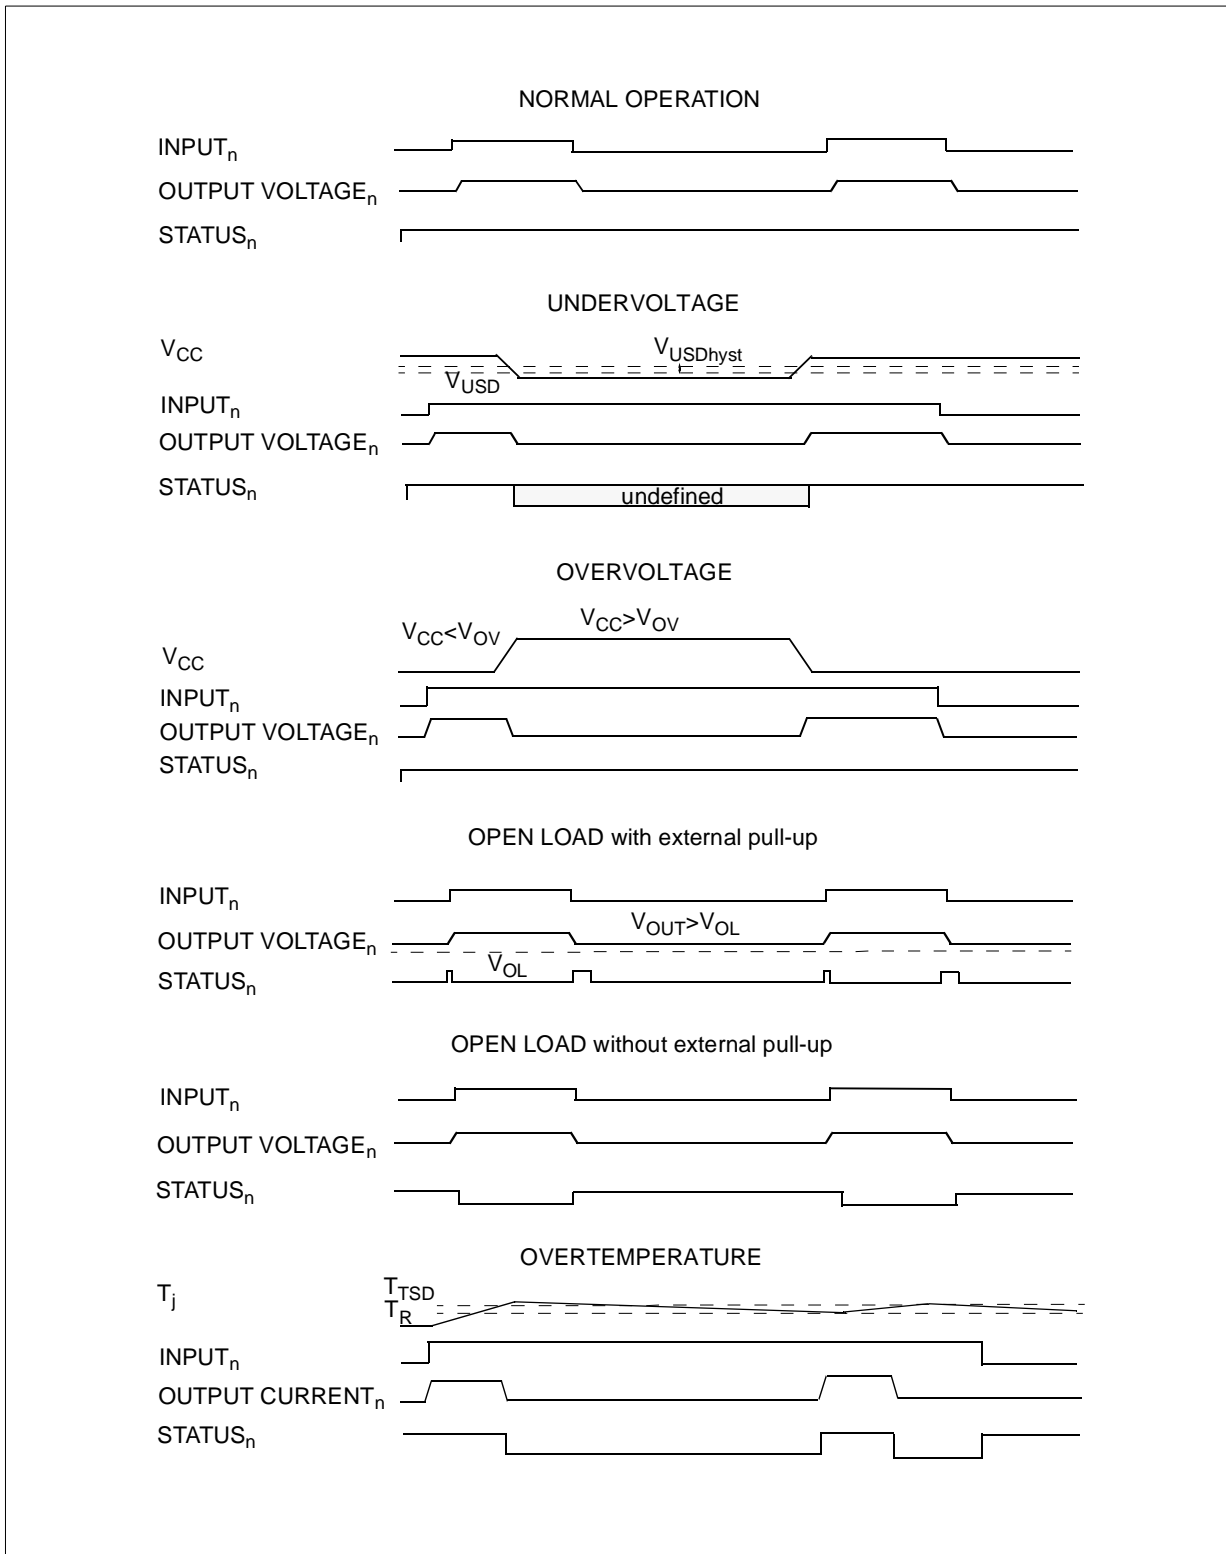 NORMAL OPERATION
INPUTn
OUTPUT VOLTAGEn
STATUSn
UNDERVOLTAGE
VCC
VUSDhyst
VUSD
INPUTn
OUTPUT VOLTAGEn
STATUSn
undefined
OVERVOLTAGE
VCC<VOV
VCC>VOV
VCC
INPUTn
OUTPUT VOLTAGEn
STATUSn
OPEN LOAD with external pull-up
INPUTn
VOUT>VOL
OUTPUT VOLTAGEn
VOL
STATUSn
OPEN LOAD without external pull-up
INPUTn
OUTPUT VOLTAGEn
STATUSn
OVERTEMPERATURE
Tj
TTSD
TR
INPUTn
OUTPUT CURRENTn
STATUSn